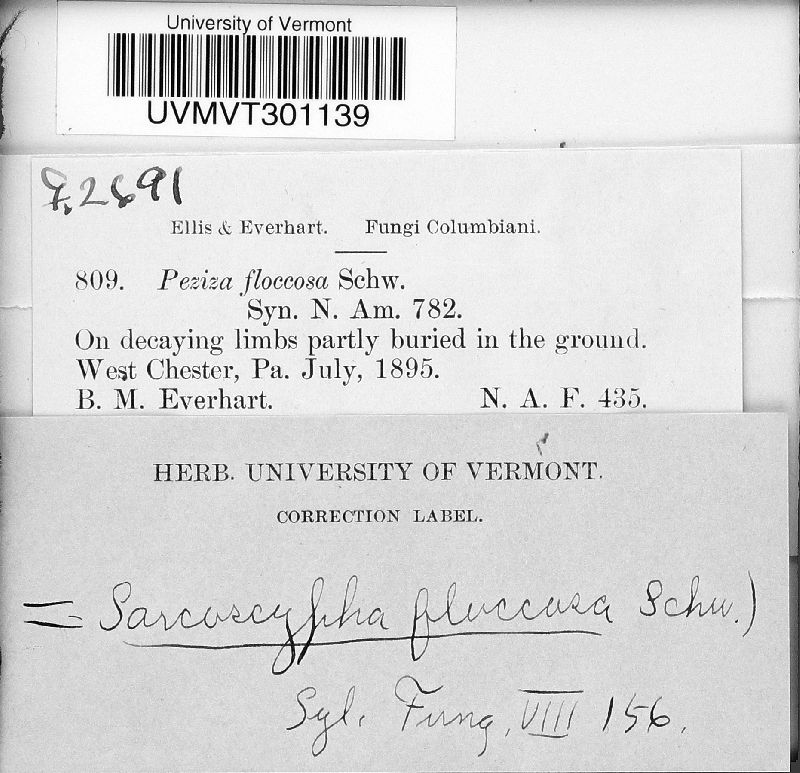 University of Vermont
UVMVT301139
F. 2691
Ellis & Everhart. Fungi Columbiani.
809. Peziza floccosa Schw.
Syn. N. Am. 782.
On decaying limbs partly buried in the ground.
West Chester, Pa. July, 1895.
B. M. Everhart. N. A. F. 435.
HERB. UNIVERSITY OF VERMONT.
CORRECTION LABEL.
= Sarcoscypha floccosa Schw.)
Syl. Fung. VIII 156.